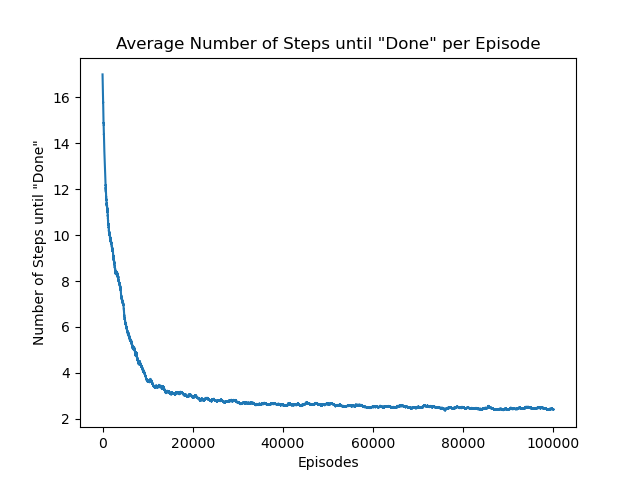 Average Number of Steps until "Done" per Episode
Number of Steps until "Done"
16
14
12
10
8
6
4
2
0 20000 40000 60000 80000 100000
Episodes